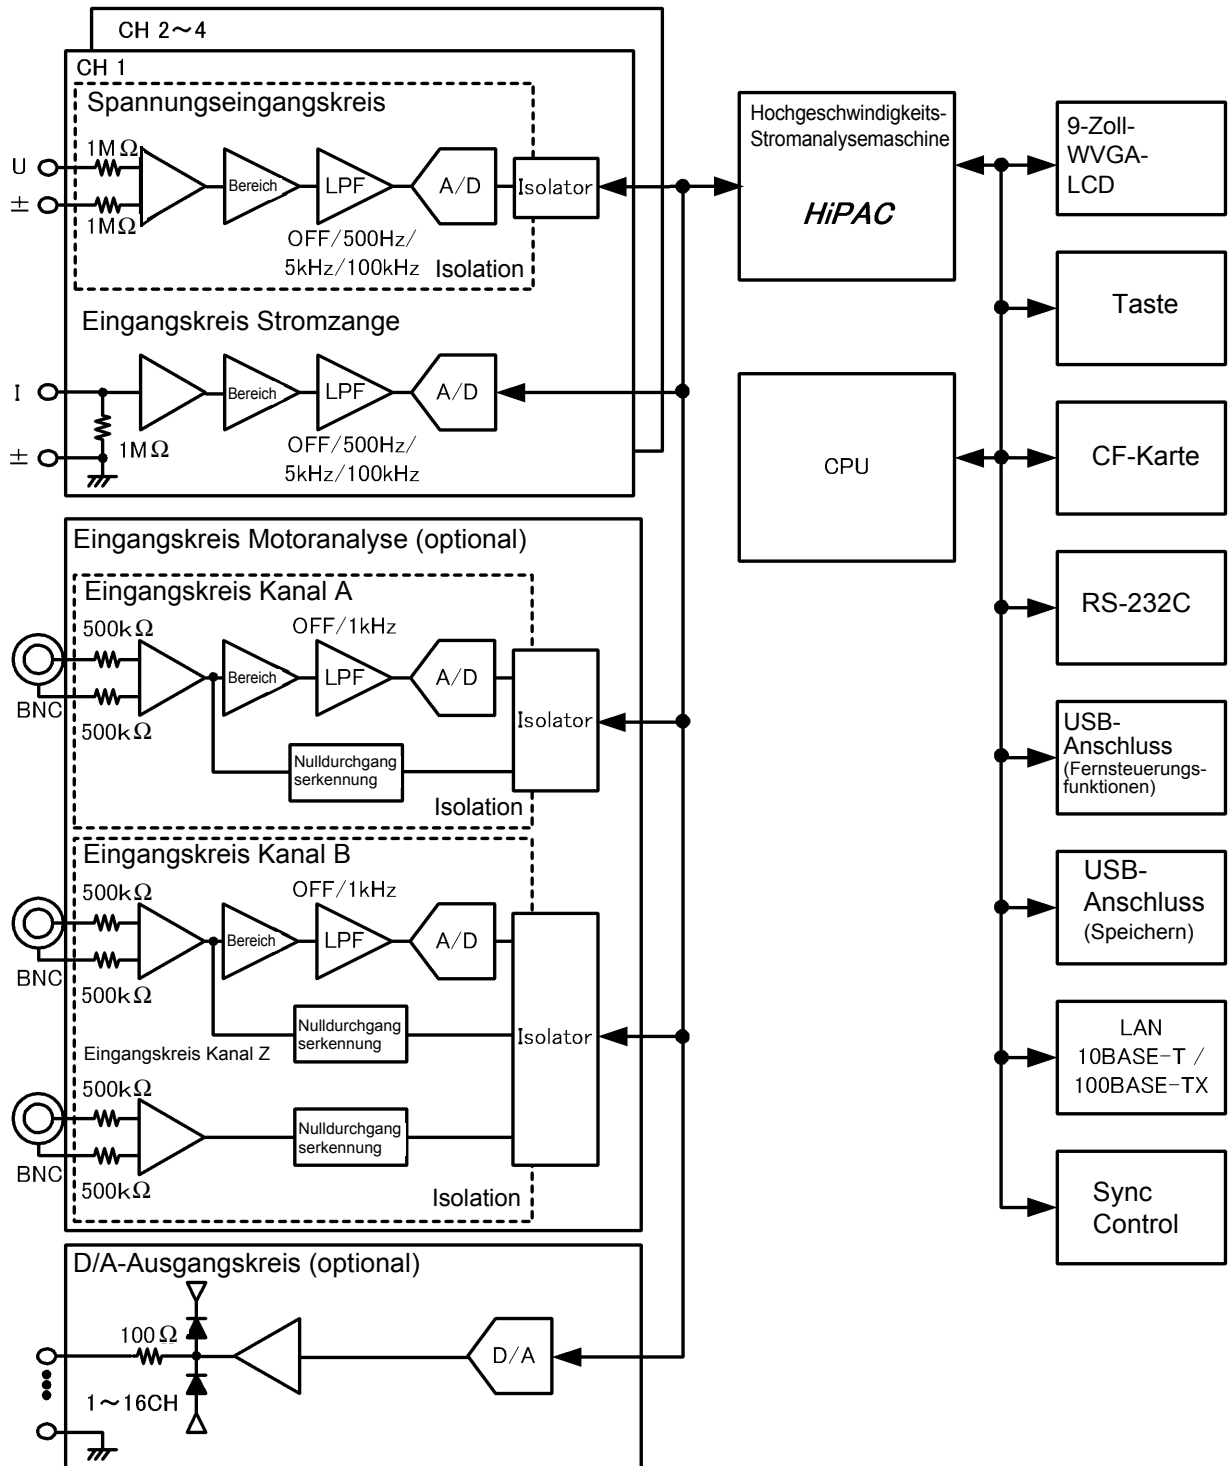 CH 2~4
CH 1
Spannungseingangskreis
1MΩ
U
±
1MΩ
Bereich
LPF
A/D
Isolator
OFF/500Hz/
5kHz/100kHz
Isolation
Eingangskreis Stromzange
I
±
1MΩ
Bereich
LPF
A/D
OFF/500Hz/
5kHz/100kHz
Eingangskreis Motoranalyse (optional)
Eingangskreis Kanal A
500kΩ
OFF/1kHz
BNC
500kΩ
Bereich
LPF
A/D
Isolator
Nulldurchgang
serkennung
Isolation
Eingangskreis Kanal B
500kΩ
OFF/1kHz
BNC
500kΩ
Bereich
LPF
A/D
Isolator
Nulldurchgang
serkennung
Eingangskreis Kanal Z
500kΩ
BNC
500kΩ
Nulldurchgang
serkennung
Isolation
D/A-Ausgangskreis (optional)
100Ω
1~16CH
D/A
Hochgeschwindigkeits-
Stromanalysemaschine
HiPAC
CPU
9-Zoll-
WVGA-
LCD
Taste
CF-Karte
RS-232C
USB-
Anschluss
(Fernsteuerungs-
funktionen)
USB-
Anschluss
(Speichern)
LAN
10BASE-T /
100BASE-TX
Sync
Control